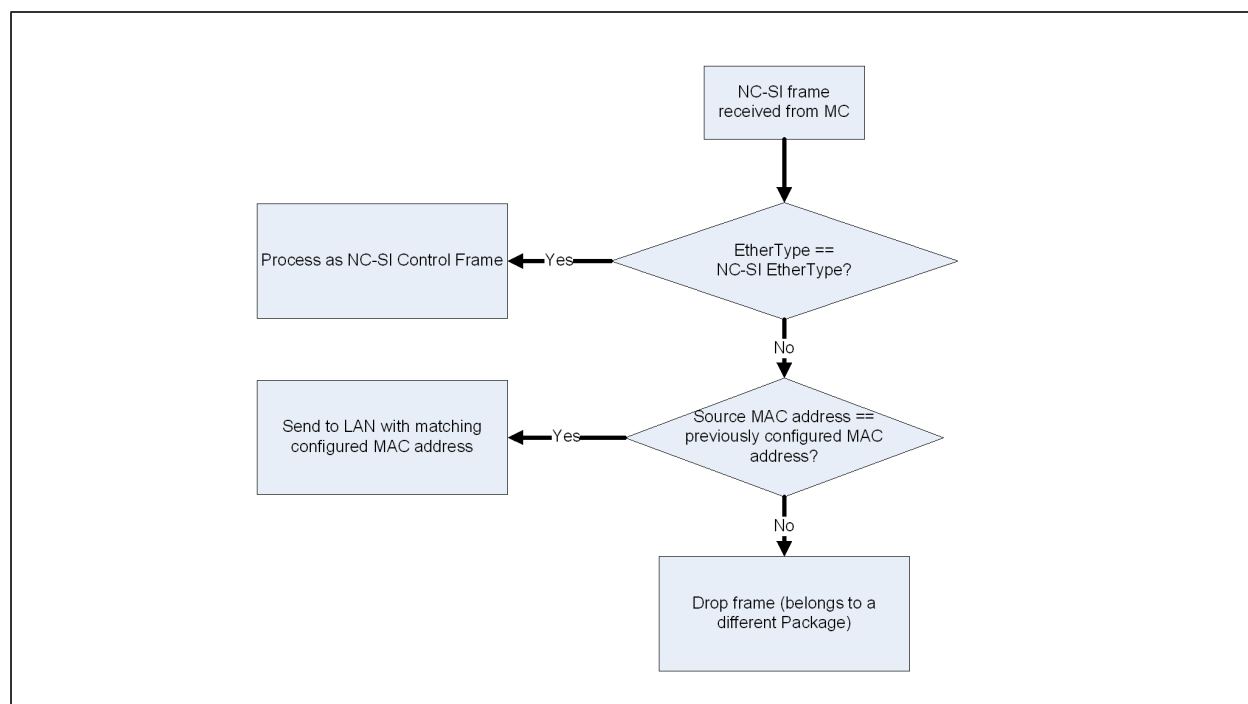 NC-SI frame
received from MC
EtherType ==
NC-SI EtherType?
Yes
Process as NC-SI Control Frame
No
Source MAC address ==
previously configured MAC
address?
Yes
Send to LAN with matching
configured MAC address
No
Drop frame (belongs to a
different Package)